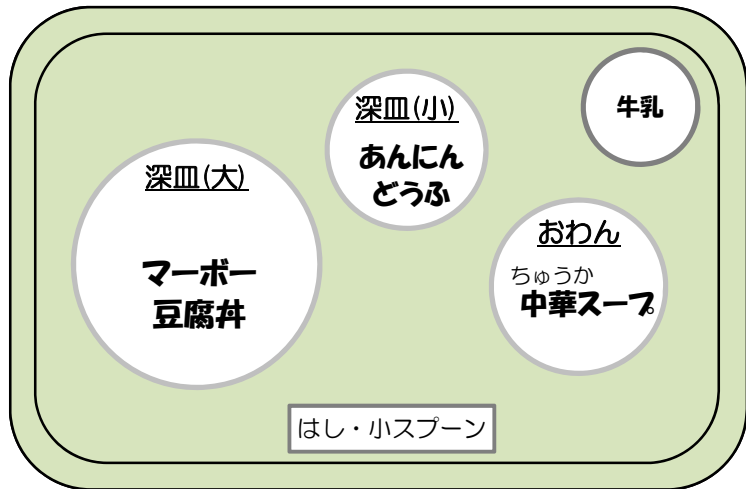 深皿(小)
あんにん
どうふ
牛乳
深皿(大)
マーボー
豆腐丼
おわん
ちゅうか
中華スープ
はし・小スプーン